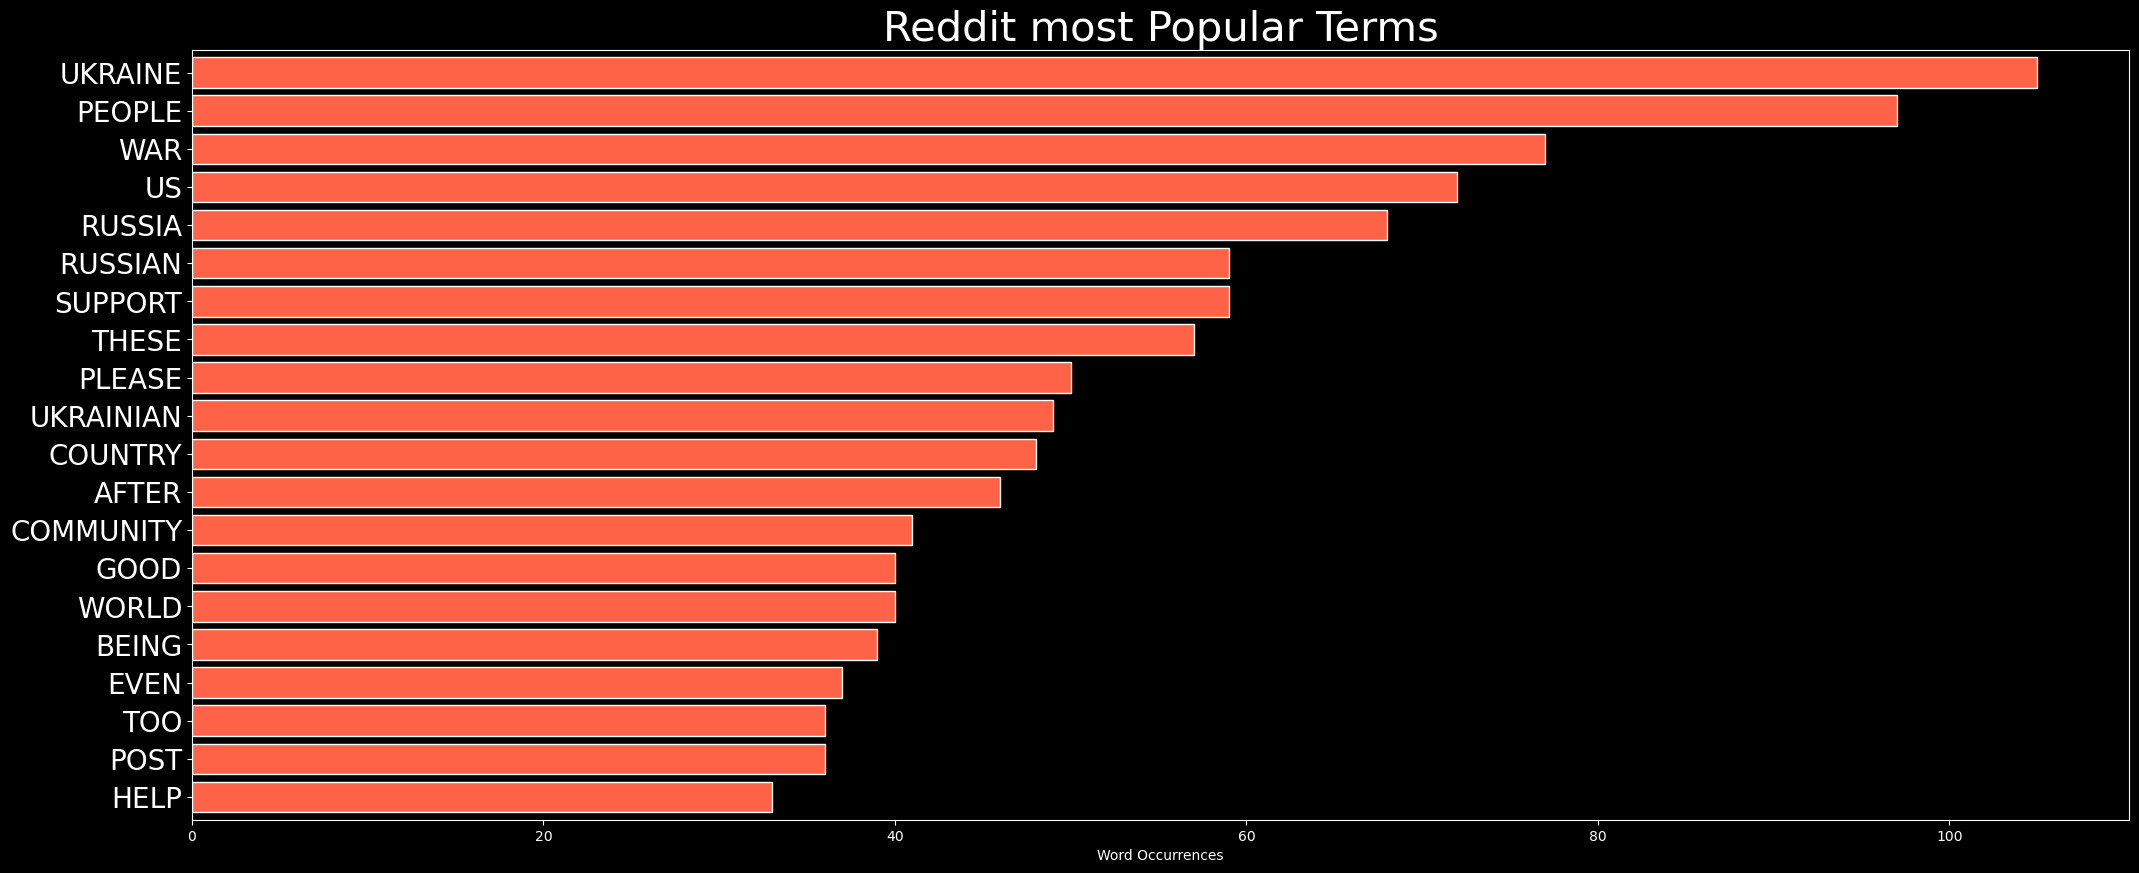 Reddit most Popular Terms
UKRAINE
PEOPLE
WAR
US
RUSSIA
RUSSIAN
SUPPORT
THESE
PLEASE
UKRAINIAN
COUNTRY
AFTER
COMMUNITY
GOOD
WORLD
BEING
EVEN
TOO
POST
HELP
0 20 40 60 80 100
Word Occurrences